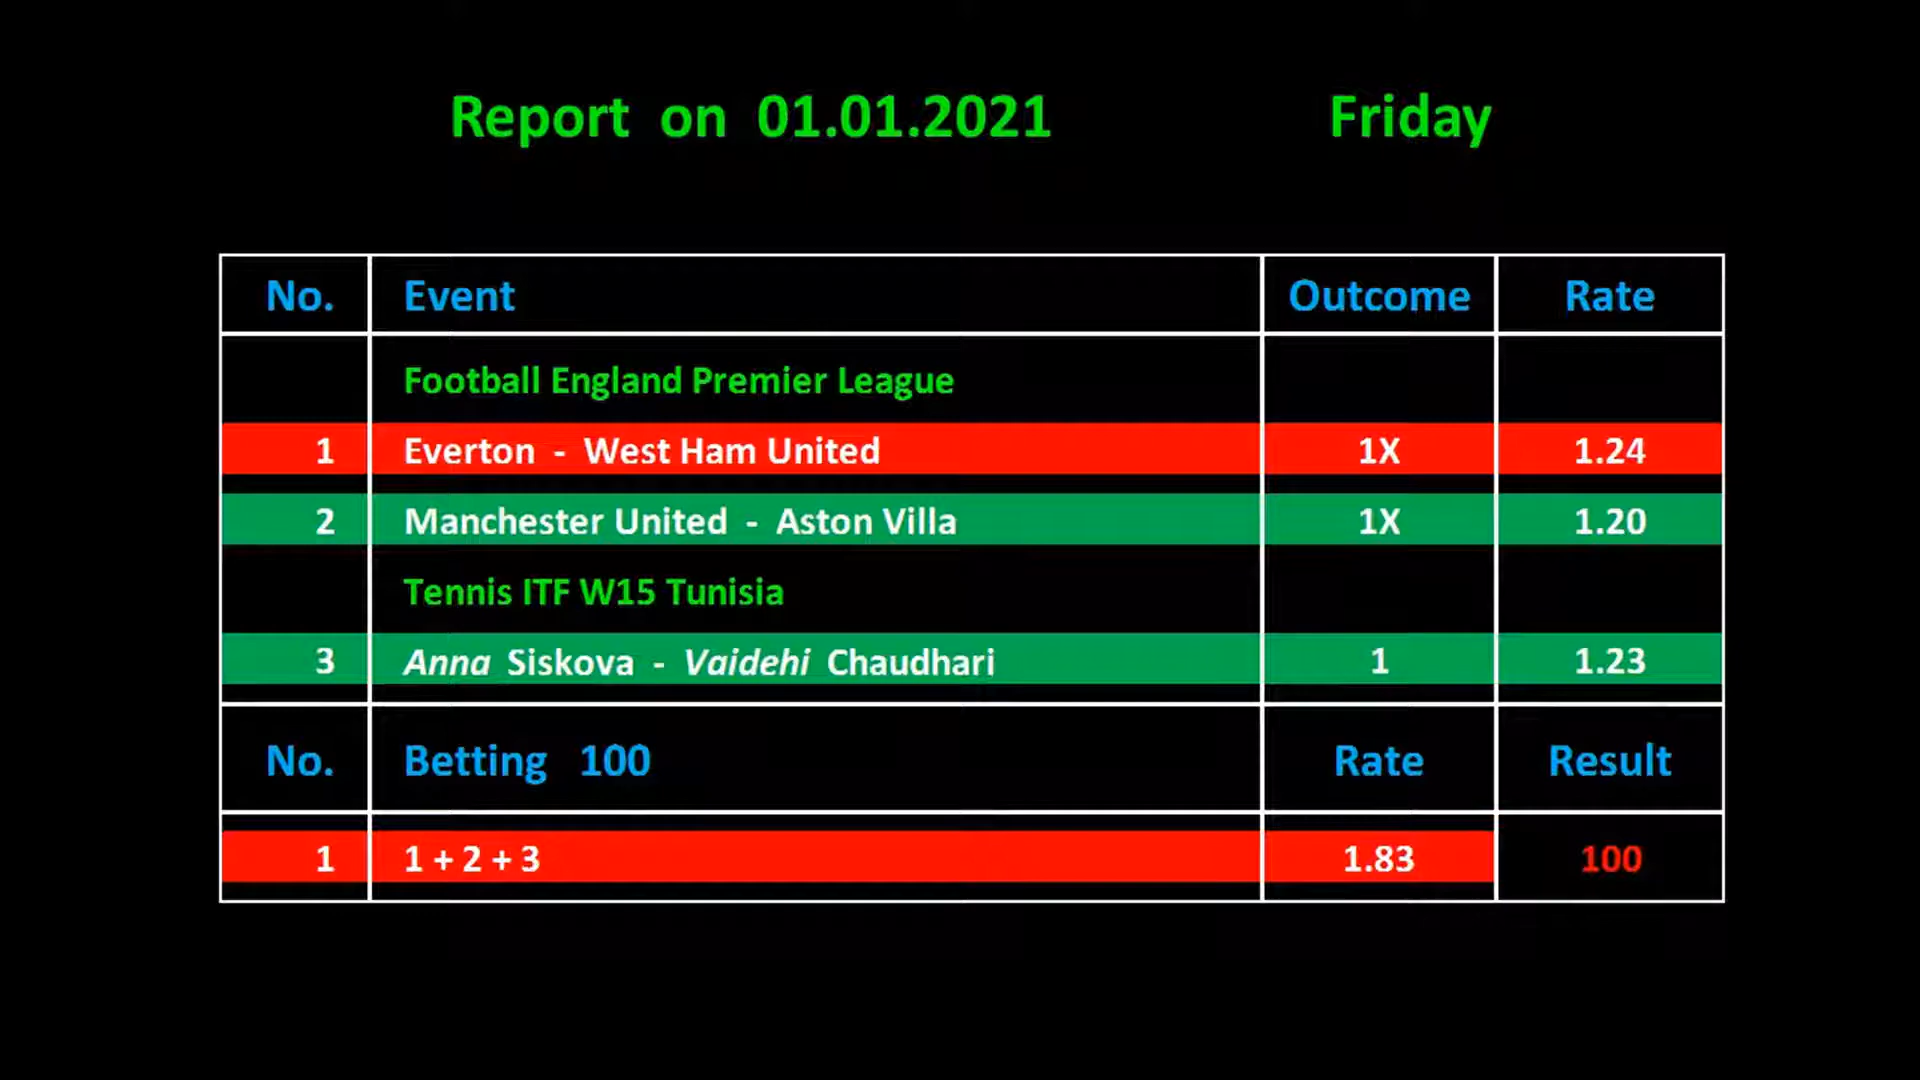 Report on 01.01.2021 Friday
No. Event Outcome Rate
Football England Premier League
1 Everton - West Ham United 1X 1.24
2 Manchester United - Aston Villa 1X 1.20
Tennis ITF W15 Tunisia
3 Anna Siskova - Vaidehi Chaudhari 1 1.23
No. Betting 100 Rate Result
1 1 + 2 + 3 1.83 100